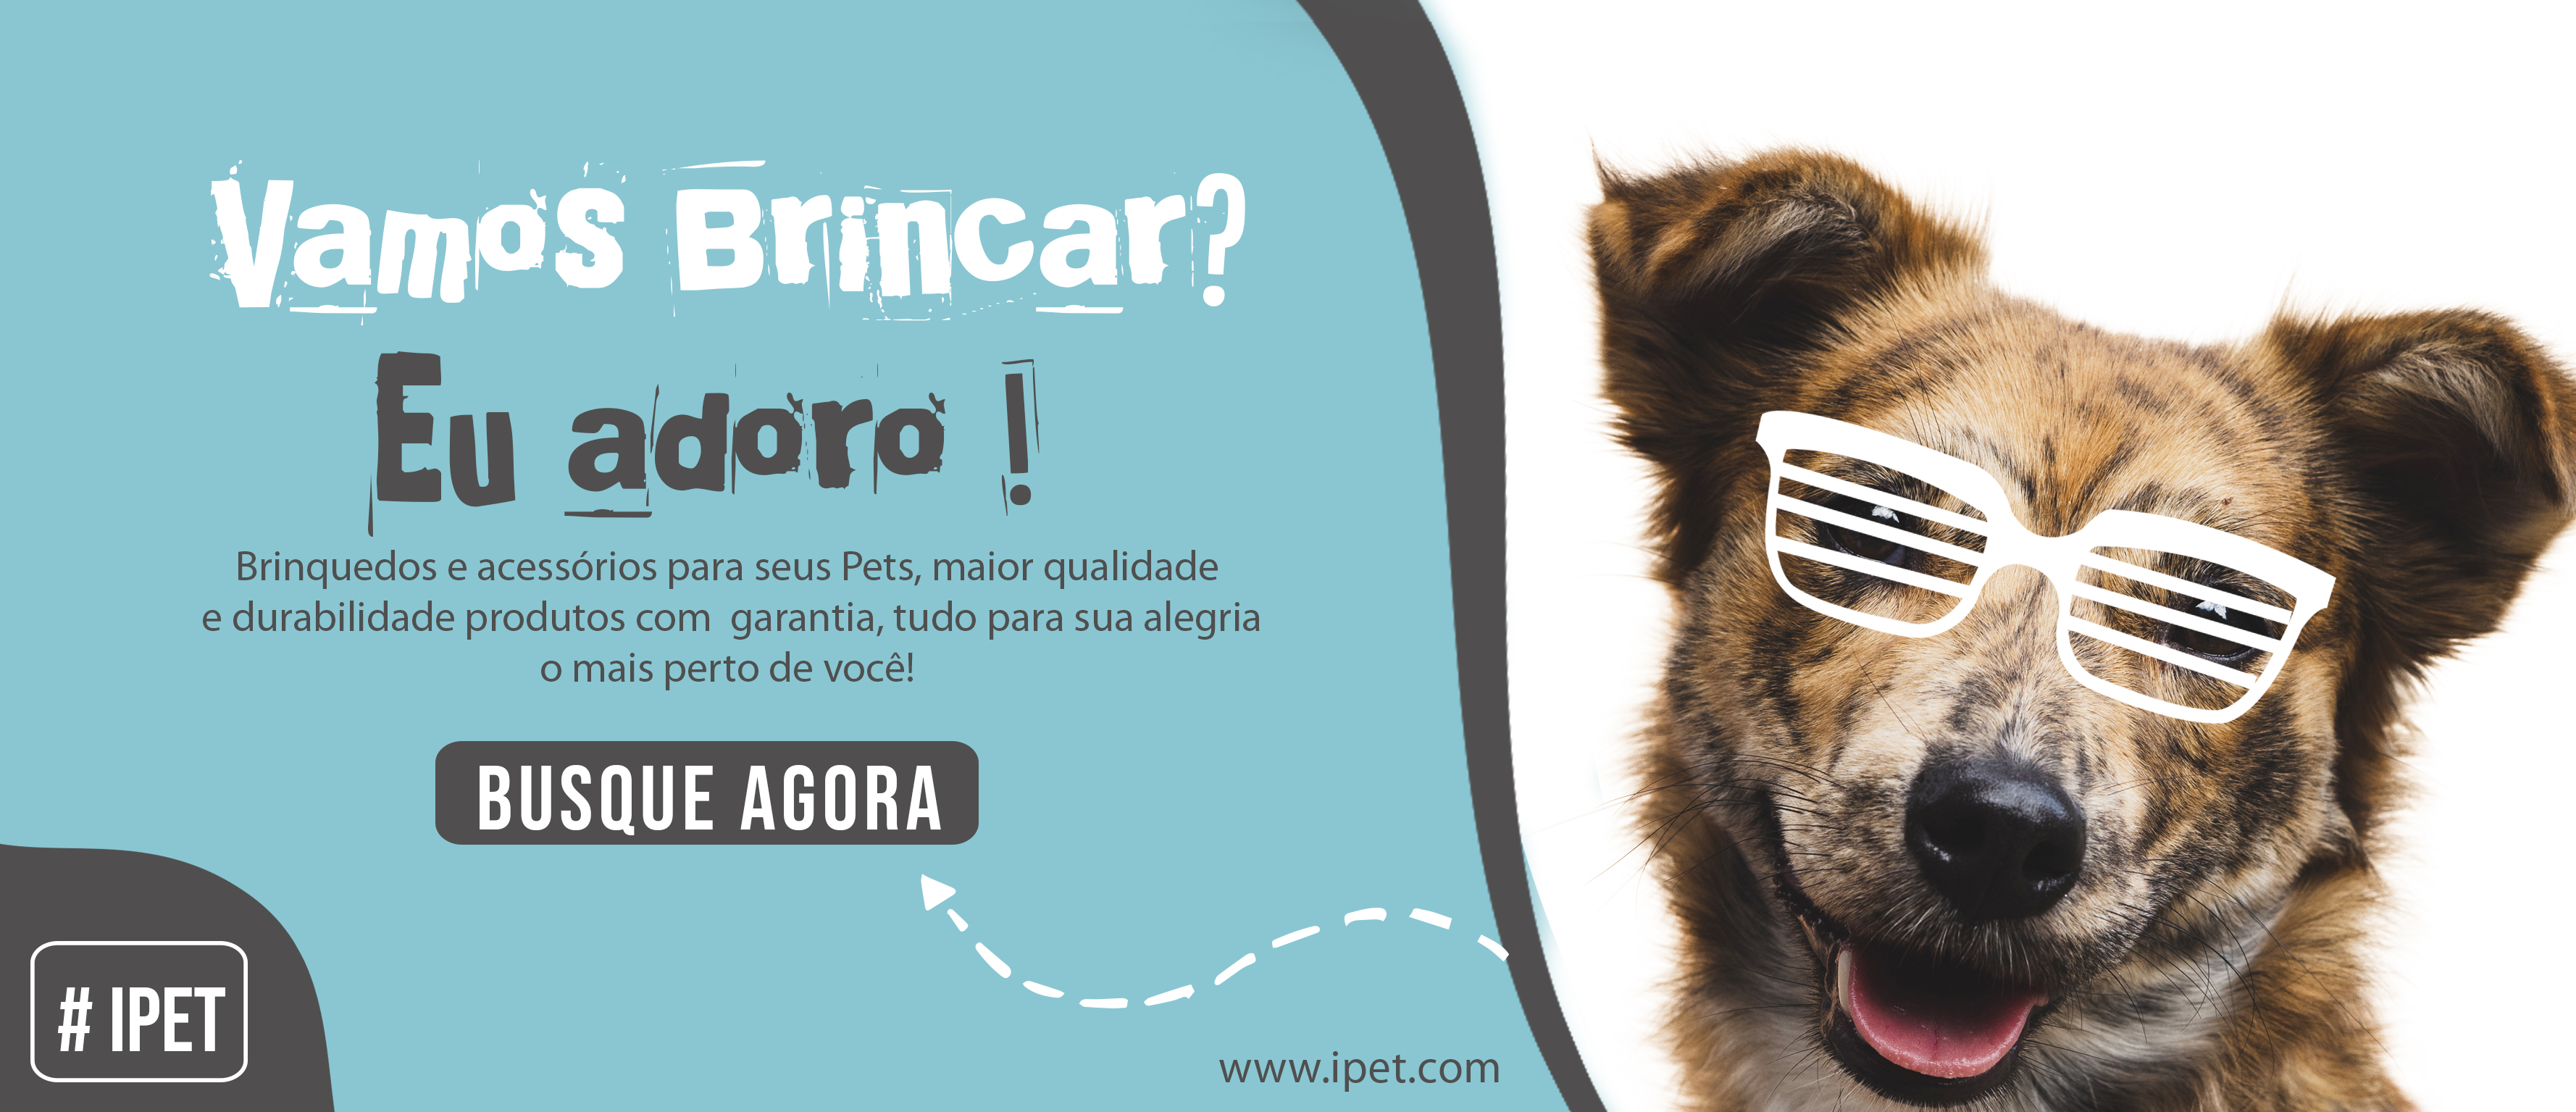 Vamos Brincar?
Eu adoro !
Brinquedos e acessórios para seus Pets, maior qualidade
e durabilidade produtos com  garantia, tudo para sua alegria
o mais perto de você!
BUSQUE AGORA
# IPET
www.ipet.com